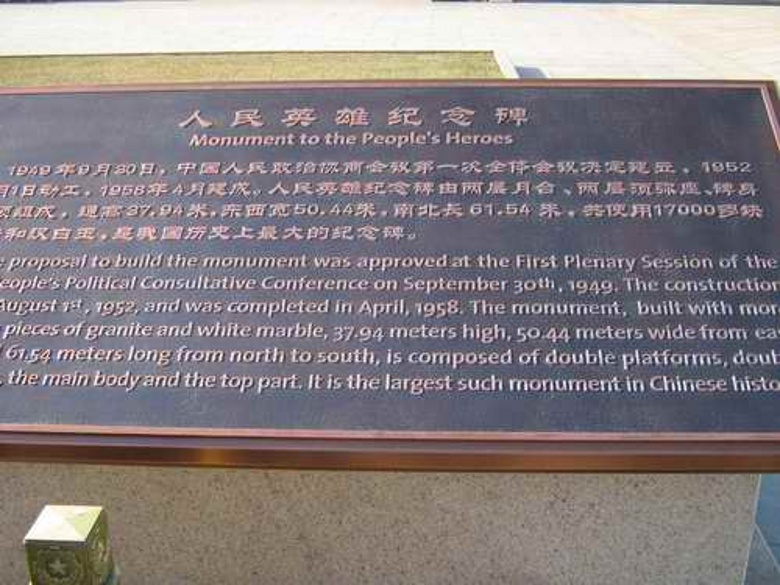 人民英雄纪念碑
Monument to the People's Heroes
1949年9月30日，中国人民政治协商会议第一次全体会议决定建立。1952
月1日动工，1958年4月建成。人民英雄纪念碑由两层月台、两层须弥座、碑身
组成，通高37.94米，东西宽50.44米，南北长61.54米，共使用17000多块
和汉白玉，是我国历史上最大的纪念碑。
proposal to build the monument was approved at the First Plenary Session of the
eople's Political Consultative Conference on September 30th, 1949. The construction
August 1st, 1952, and was completed in April, 1958. The monument, built with mor
pieces of granite and white marble, 37.94 meters high, 50.44 meters wide from ea
61.54 meters long from north to south, is composed of double platforms, doub
, the main body and the top part. It is the largest such monument in Chinese histo